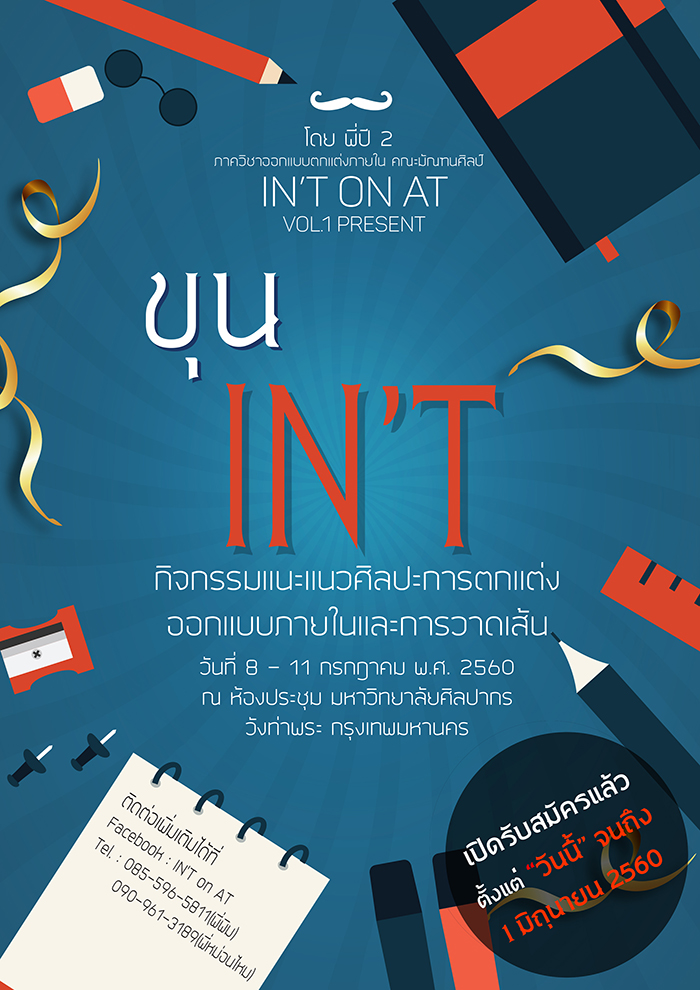 โดย พี่ปี 2
ภาควิชาออกแบบตกแต่งภายใน คณะมัณฑนศิลป์
IN'T ON AT
VOL.1 PRESENT
ขุน
IN'T
กิจกรรมแนะแนวศิลปะการตกแต่ง
ออกแบบภายในและการวาดเส้น
วันที่ 8 - 11 กรกฎาคม พ.ศ. 2560
ณ ห้องประชุม มหาวิทยาลัยศิลปากร
วังท่าพระ กรุงเทพมหานคร
ติดต่อเพิ่มเติมได้ที่
Facebook : IN'T on AT
Tel. : 085-596-5811(พี่พิม)
090-961-3189(พี่หม่อนไหม)
เปิดรับสมัครแล้ว
ตั้งแต่ "วันนี้" จนถึง
1 มิถุนายน 2560